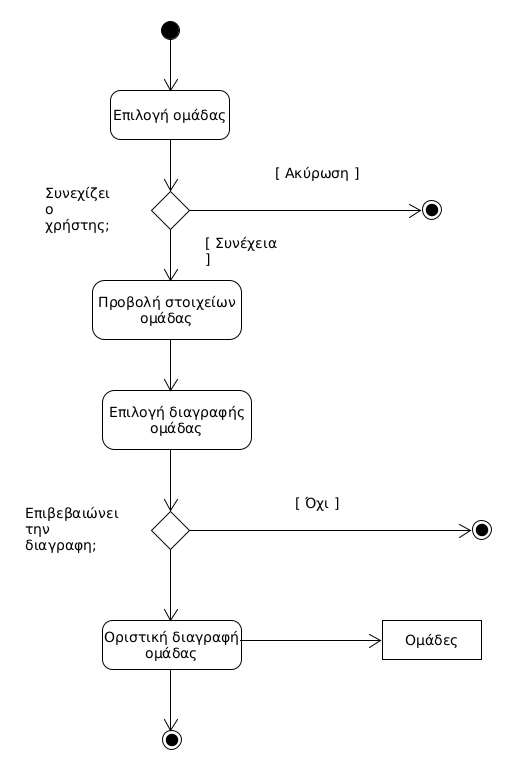 Επιλογή ομάδας
[ Ακύρωση ]
Συνεχίζει
ο
χρήστης;
[ Συνέχεια
]
Προβολή στοιχείων
ομάδας
Επιλογή διαγραφής
ομάδας
[ Όχι ]
Επιβεβαιώνει
την
διαγραφη;
Οριστική διαγραφή
ομάδας
Ομάδες